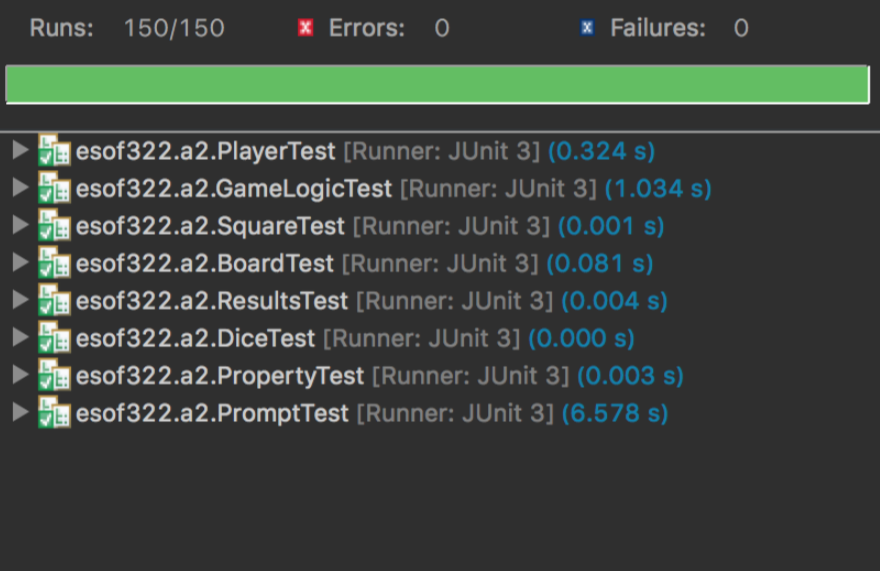 Runs: 150/150 Errors: 0 Failures: 0
esof322.a2.PlayerTest [Runner: JUnit 3] (0.324 s)
esof322.a2.GameLogicTest [Runner: JUnit 3] (1.034 s)
esof322.a2.SquareTest [Runner: JUnit 3] (0.001 s)
esof322.a2.BoardTest [Runner: JUnit 3] (0.081 s)
esof322.a2.ResultsTest [Runner: JUnit 3] (0.004 s)
esof322.a2.DiceTest [Runner: JUnit 3] (0.000 s)
esof322.a2.PropertyTest [Runner: JUnit 3] (0.003 s)
esof322.a2.PromptTest [Runner: JUnit 3] (6.578 s)